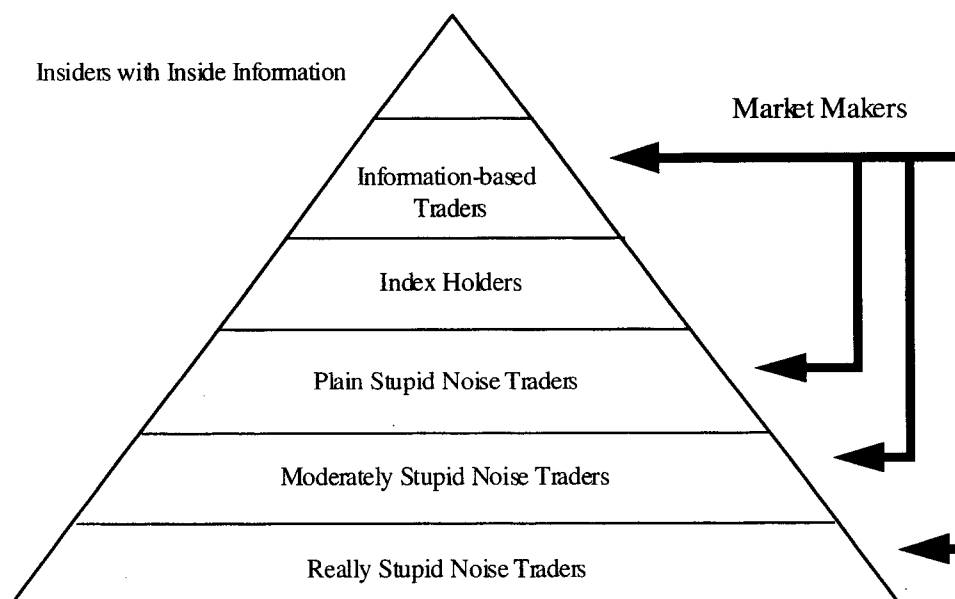 Insiders with Inside Information
Market Makers
Information-based
Traders
Index Holders
Plain Stupid Noise Traders
Moderately Stupid Noise Traders
Really Stupid Noise Traders